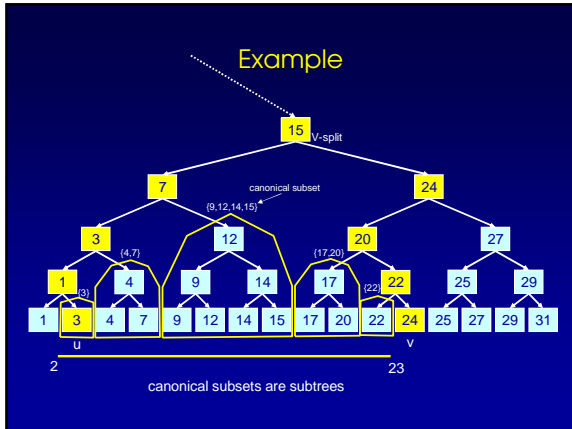 Example
15 V-split
canonical subset
7 24
{9,12,14,15}
3 12 20 27
{4,7} {17,20}
1 {3} 4 9 14 17 {22} 22 25 29
1 3 4 7 9 12 14 15 17 20 22 24 25 27 29 31
u v
2 23
canonical subsets are subtrees